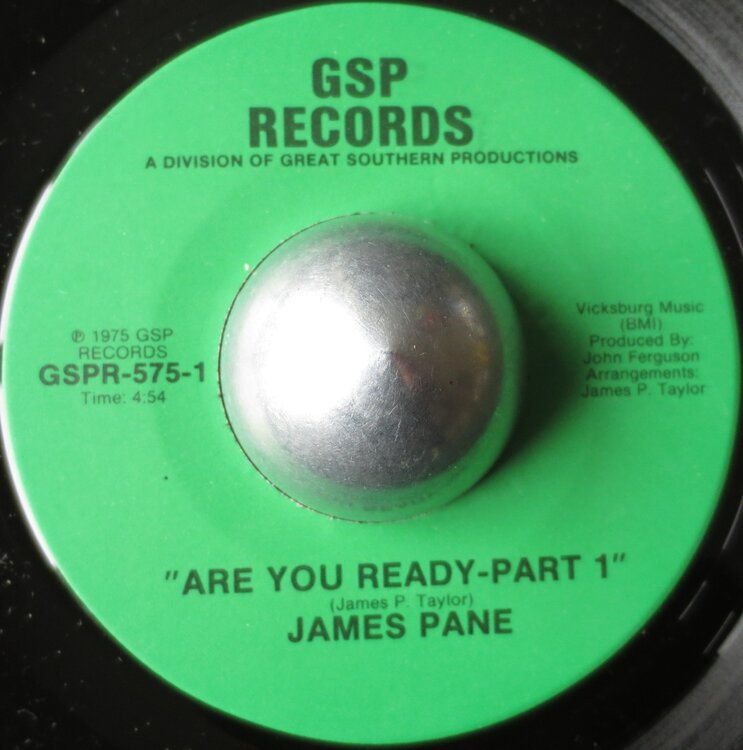 GSP
RECORDS
A DIVISION OF GREAT SOUTHERN PRODUCTIONS
℗ 1975 GSP
RECORDS
GSPR-575-1
Time: 4:54
Vicksburg Music
(BMI)
Produced By:
John Ferguson
Arrangements:
James P. Taylor
"ARE YOU READY-PART 1"
(James P. Taylor)
JAMES PANE